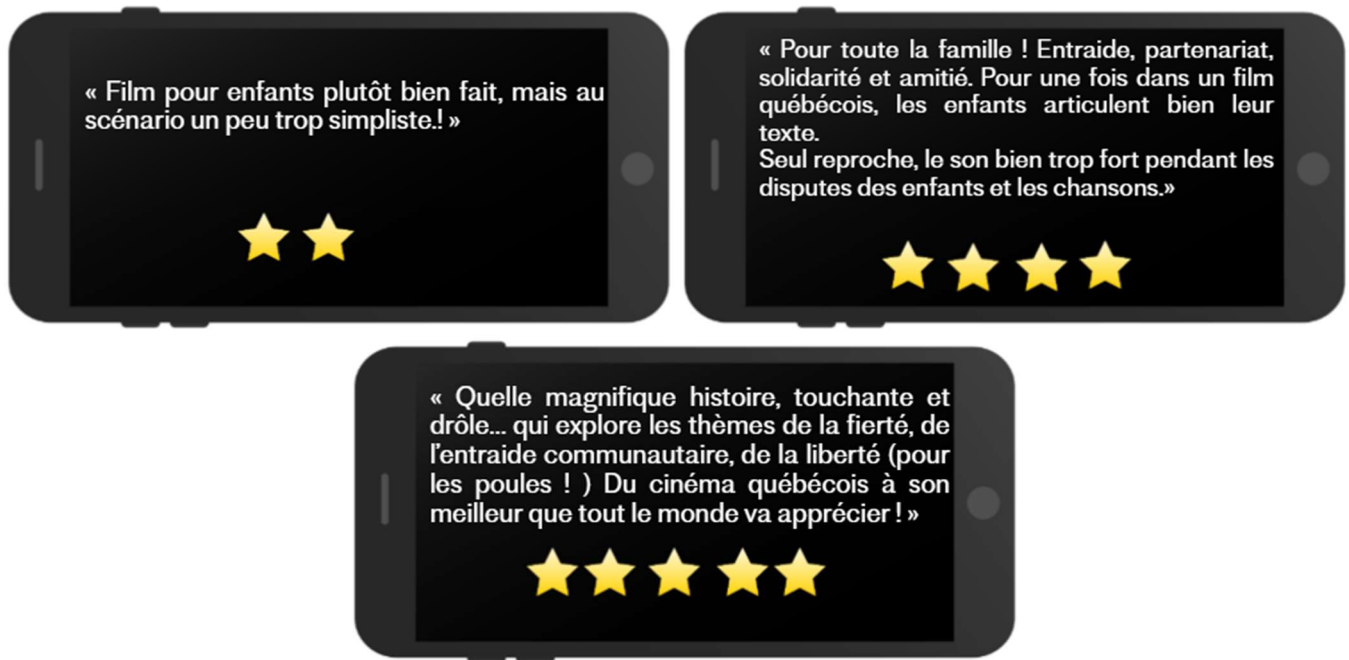 « Film pour enfants plutôt bien fait, mais au
scénario un peu trop simpliste.! »
« Pour toute la famille ! Entraide, partenariat,
solidarité et amitié. Pour une fois dans un film
québécois, les enfants articulent bien leur
texte.
Seul reproche, le son bien trop fort pendant les
disputes des enfants et les chansons.»
« Quelle magnifique histoire, touchante et
drôle... qui explore les thèmes de la fierté, de
l'entraide communautaire, de la liberté (pour
les poules ! ) Du cinéma québécois à son
meilleur que tout le monde va apprécier ! »